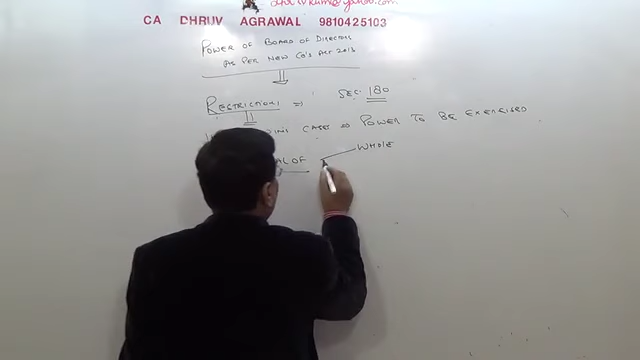 CA DHRUV AGRAWAL 9810425103
POWER OF BOARD OF DIRECTORS
AS PER NEW CO'S ACT 2013
RESTRICTIONS ⇒ SEC. 180
CASES ⇒ POWER TO BE EXERCISED
OF WHOLE